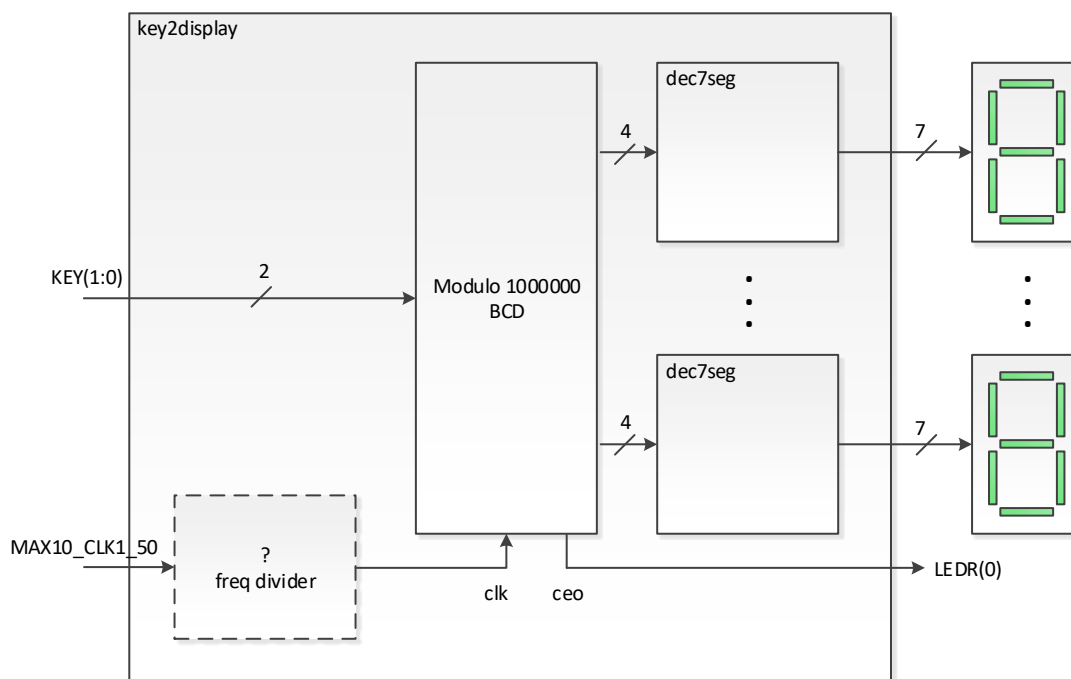 key2display
dec7seg
4
7
KEY(1:0)
2
Modulo 1000000
BCD
dec7seg
4
7
MAX10_CLK1_50
?
freq divider
clk
ceo
LEDR(0)